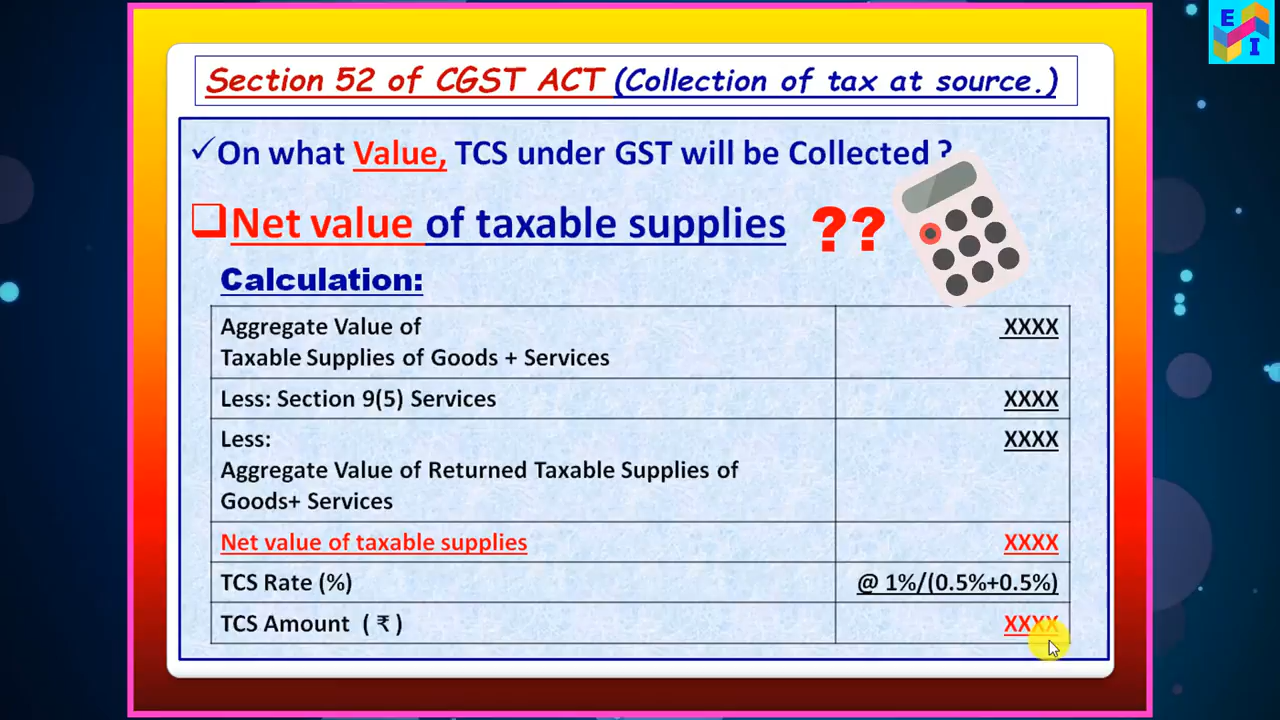 E
I
Section 52 of CGST ACT (Collection of tax at source.)
✓On what Value, TCS under GST will be Collected ?
❑Net value of taxable supplies ??
Calculation:
Aggregate Value of XXXX
Taxable Supplies of Goods + Services
Less: Section 9(5) Services XXXX
Less: XXXX
Aggregate Value of Returned Taxable Supplies of
Goods+ Services
Net value of taxable supplies XXXX
TCS Rate (%) @ 1%/(0.5%+0.5%)
TCS Amount ( ₹ ) XXXX